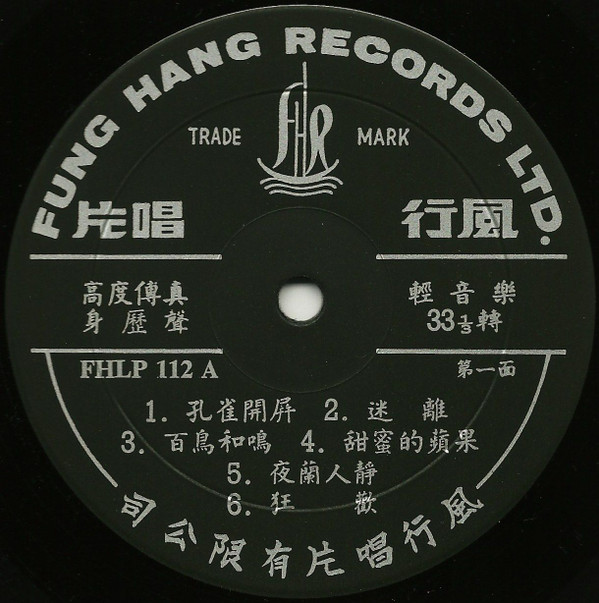 FUNG HANG RECORDS LTD.
FHR
TRADE MARK
風行唱片
高度傳真
身歷聲
輕音樂
33⅓轉
FHLP 112 A
第一面
1. 孔雀開屏 2. 迷離
3. 百鳥和鳴 4. 甜蜜的蘋果
5. 夜蘭人靜
6. 狂歡
風行唱片有限公司